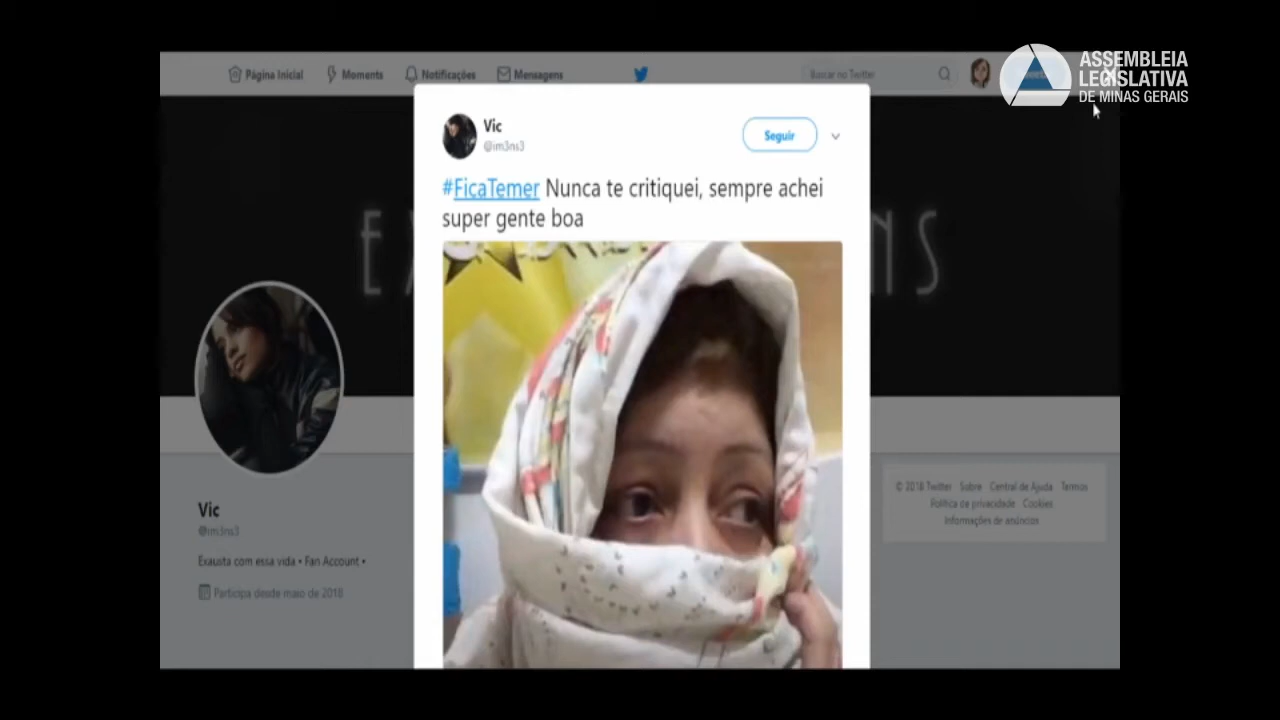 ASSEMBLEIA
LEGISLATIVA
DE MINAS GERAIS
Página Inicial
Moments
Notificações
Mensagens
Buscar no Twitter
Vic
@im3ns3
Seguir
#FicaTemer Nunca te critiquei, sempre achei
super gente boa
Vic
@im3ns3
Exausta com essa vida • Fan Account •
Participa desde maio de 2018
© 2018 Twitter Sobre Central de Ajuda Termos
Política de privacidade Cookies
Informações de anúncios